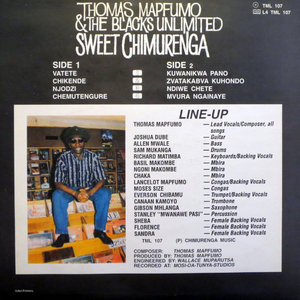 THOMAS MAPFUMO
& THE BLACKS UNLIMITED
SWEET CHIMURENGA
TML 107
L4 TML 107
SIDE 1
VATETE
CHIKENDE
NJODZI
CHEMUTENGURE
SIDE 2
KUWANIKWA PANO
ZVATAKABVA KUHONDO
NDIWE CHETE
MVURA NGAINAYE
LINE-UP
THOMAS MAPFUMO — Lead Vocals/Composer, all songs
JOSHUA DUBE — Guitar
ALLEN MWALE — Bass
SAM MUKANGA — Drums
RICHARD MATIMBA — Keyboards/Backing Vocals
BASIL MAKOMBE — Mbira
NGONI MAKOMBE — Mbira
CHAKA — Mbira
LANCELOT MAPFUMO — Congas/Backing Vocals
MOSES SIZE — Congas
EVERSON CHIBAMU — Trumpet/Backing Vocals
CANAAN KAMOYO — Trombone
GIBSON MHLANGA — Saxophone
STANLEY "MWANAWE PASI" — Percussion
SHEBA — Female Backing Vocals
FLORENCE — Female Backing Vocals
SANDRA — Female Backing Vocals
TML 107 (P) CHIMURENGA MUSIC
COMPOSER: THOMAS MAPFUMO
PRODUCED BY: THOMAS MAPFUMO
ENGINEERED BY: WALLACE MUPARUTSA
RECORDED AT: MOSI-OA-TUNYA-STUDIOS